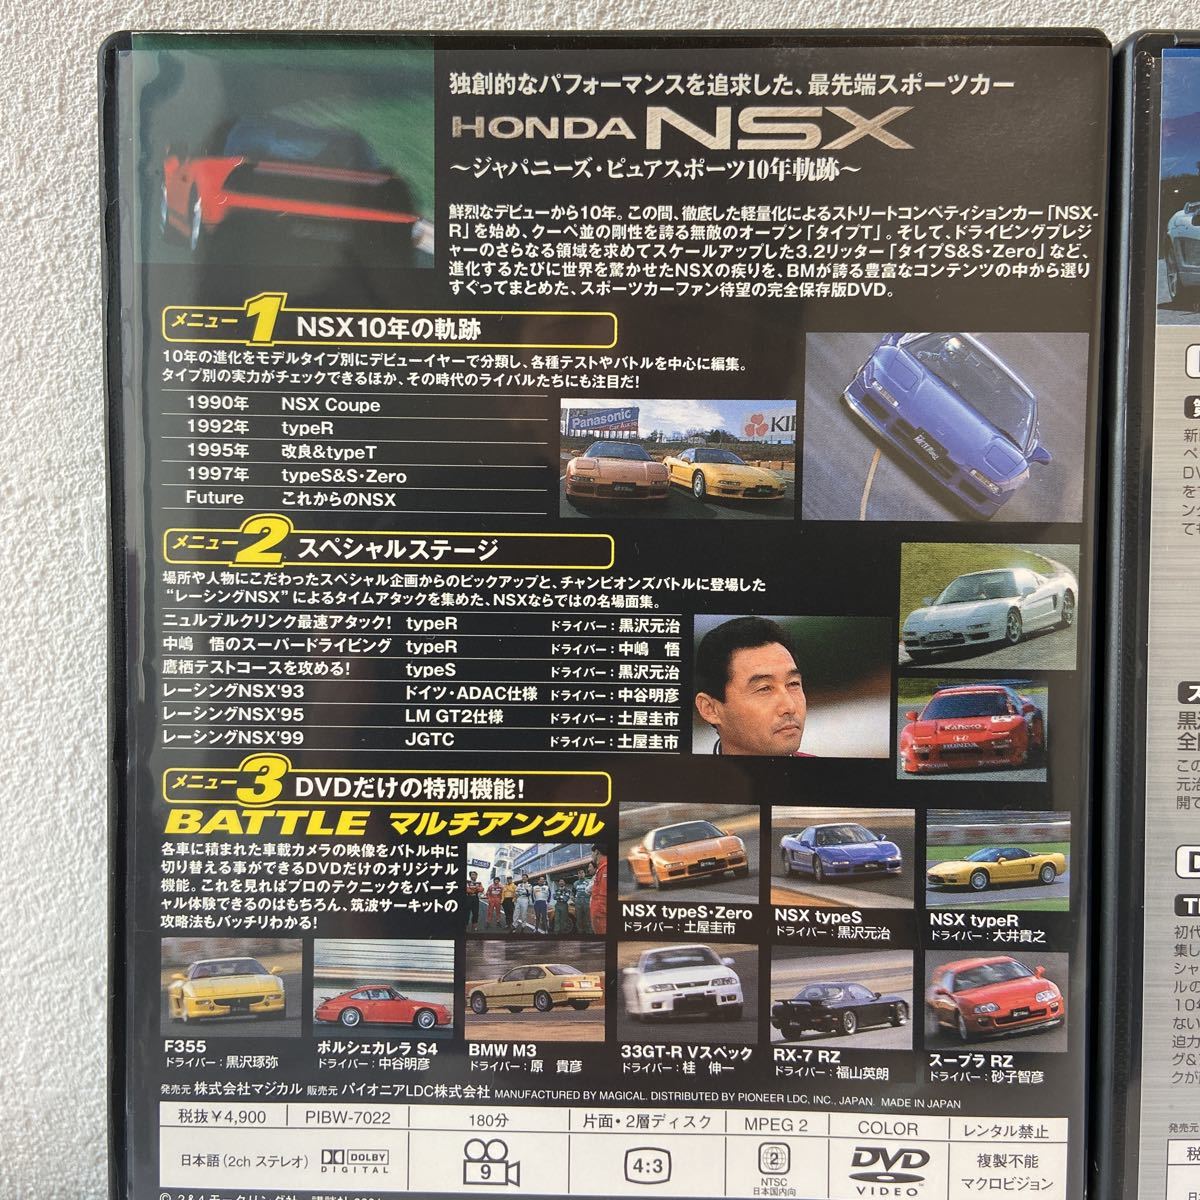 独創的なパフォーマンスを追求した、最先端スポーツカー
HONDA NSX
～ジャパニーズ・ピュアスポーツ10年軌跡～
鮮烈なデビューから10年。この間、徹底した軽量化によるストリートコンペティションカー「NSX-
R」を始め、クーペ並の剛性を誇る無敵のオープン「タイプT」。そして、ドライビングプレジ
ャーのさらなる領域を求めてスケールアップした3.2リッター「タイプS&S・Zero」など、
進化するたびに世界を驚かせたNSXの疾りを、BMが誇る豊富なコンテンツの中から選り
すぐってまとめた、スポーツカーファン待望の完全保存版DVD。
メニュー1 NSX10年の軌跡
10年の進化をモデルタイプ別にデビューイヤーで分類し、各種テストやバトルを中心に編集。
タイプ別の実力がチェックできるほか、その時代のライバルたちにも注目だ!
1990年 NSX Coupe
1992年 typeR
1995年 改良&typeT
1997年 typeS&S・Zero
Future これからのNSX
Panasonic
メニュー2 スペシャルステージ
場所や人物にこだわったスペシャル企画からのピックアップと、チャンピオンズバトルに登場した
“レーシングNSX”によるタイムアタックを集めた、NSXならではの名場面集。
ニュルブルクリンク最速アタック! typeR ドライバー:黒沢元治
中嶋 悟のスーパードライビング typeR ドライバー:中嶋 悟
鷹栖テストコースを攻める! typeS ドライバー:黒沢元治
レーシングNSX'93 ドイツ・ADAC仕様 ドライバー:中谷明彦
レーシングNSX'95 LM GT2仕様 ドライバー:土屋圭市
レーシングNSX'99 JGTC ドライバー:土屋圭市
メニュー3 DVDだけの特別機能!
BATTLE マルチアングル
各車に積まれた車載カメラの映像をバトル中に
切り替える事ができるDVDだけのオリジナル
機能。これを見ればプロのテクニックをバーチ
ャル体験できるのはもちろん、筑波サーキットの
攻略法もバッチリわかる!
NSX typeS・Zero
ドライバー:土屋圭市
NSX typeS
ドライバー:黒沢元治
NSX typeR
ドライバー:大井貴之
F355
ドライバー:黒沢琢弥
ポルシェカレラ S4
ドライバー:中谷明彦
BMW M3
ドライバー:原 貴彦
33GT-R Vスペック
ドライバー:桂 伸一
RX-7 RZ
ドライバー:福山英朗
スープラ RZ
ドライバー:砂子智彦
発売元 株式会社マジカル 販売元 パイオニアLDC株式会社 MANUFACTURED BY MAGICAL. DISTRIBUTED BY PIONEER LDC, INC., JAPAN. MADE IN JAPAN
税抜¥4,900 PIBW-7022 180分 片面・2層ディスク MPEG 2 COLOR レンタル禁止
日本語(2ch ステレオ) DOLBY DIGITAL 9 4:3 2 NTSC 日本国内向 DVD VIDEO 複製不能 マクロビジョン